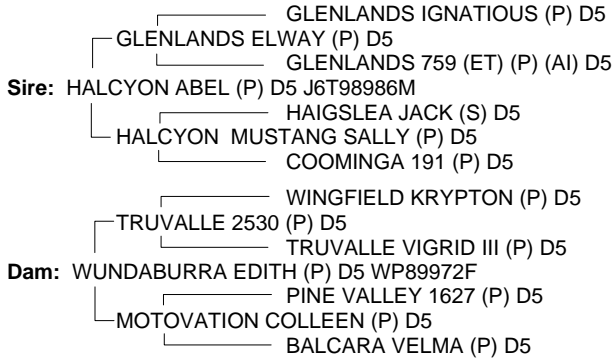 GLENLANDS IGNATIOUS (P) D5
GLENLANDS ELWAY (P) D5
GLENLANDS 759 (ET) (P) (AI) D5
Sire: HALCYON ABEL (P) D5 J6T98986M
HAIGSLEA JACK (S) D5
HALCYON MUSTANG SALLY (P) D5
COOMINGA 191 (P) D5
WINGFIELD KRYPTON (P) D5
TRUVALLE 2530 (P) D5
TRUVALLE VIGRID III (P) D5
Dam: WUNDABURRA EDITH (P) D5 WP89972F
PINE VALLEY 1627 (P) D5
MOTOVATION COLLEEN (P) D5
BALCARA VELMA (P) D5